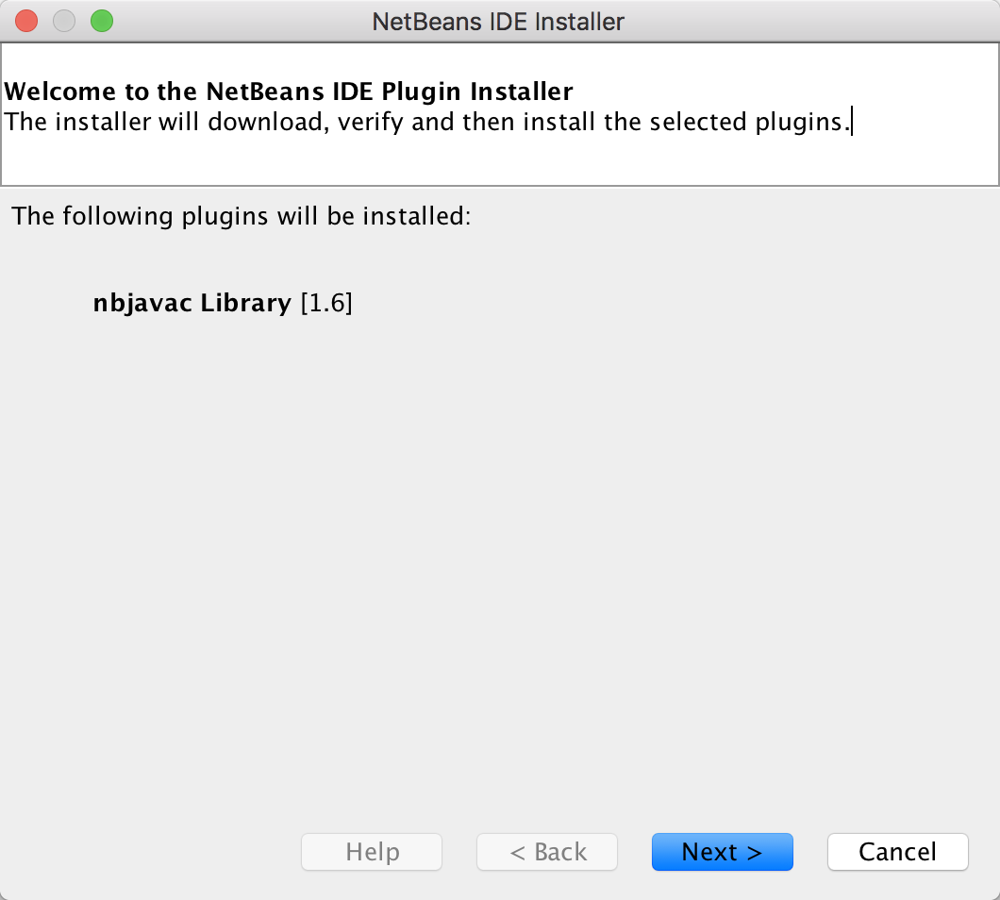 NetBeans IDE Installer
Welcome to the NetBeans IDE Plugin Installer
The installer will download, verify and then install the selected plugins.
The following plugins will be installed:
nbjavac Library [1.6]
Help
< Back
Next >
Cancel